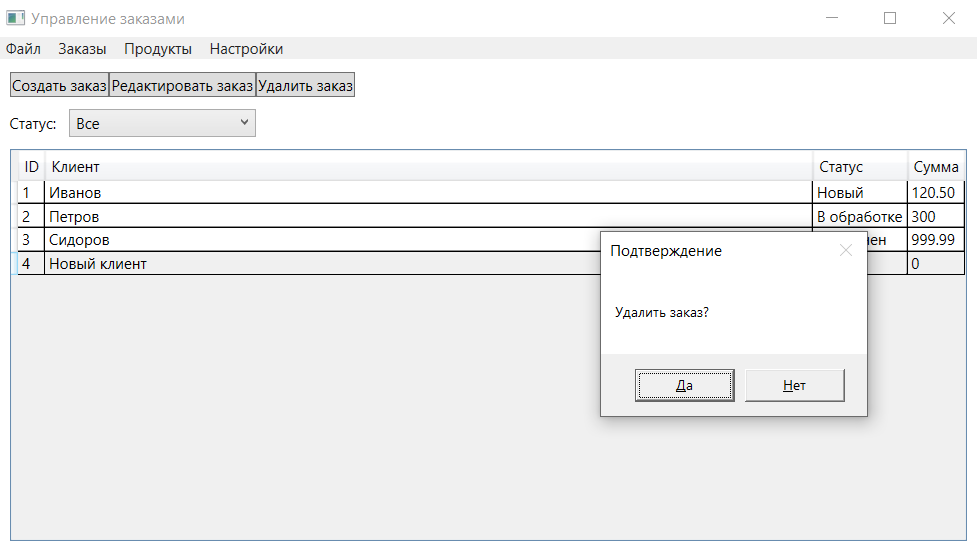 Управление заказами
Файл Заказы Продукты Настройки
Создать заказ Редактировать заказ Удалить заказ
Статус: Все
ID Клиент Статус Сумма
1 Иванов Новый 120.50
2 Петров В обработке 300
3 Сидоров 999.99
4 Новый клиент 0
Подтверждение
Удалить заказ?
Да Нет